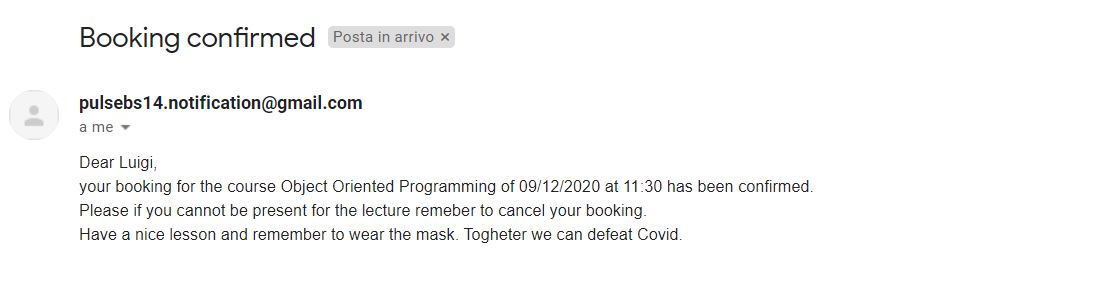 Booking confirmed Posta in arrivo ×
pulsebs14.notification@gmail.com
a me
Dear Luigi,
your booking for the course Object Oriented Programming of 09/12/2020 at 11:30 has been confirmed.
Please if you cannot be present for the lecture remeber to cancel your booking.
Have a nice lesson and remember to wear the mask. Togheter we can defeat Covid.